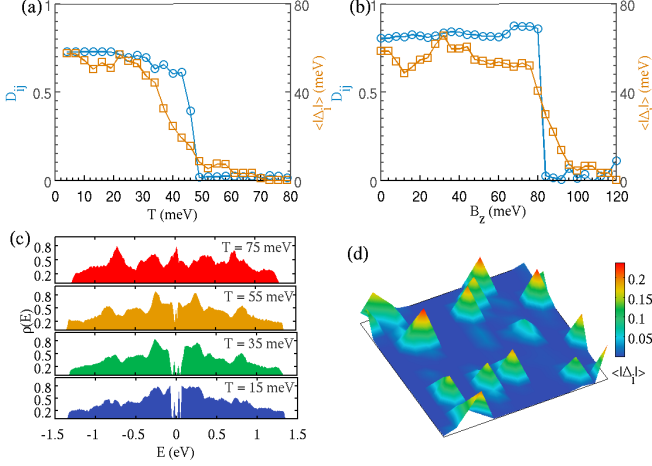 (a)
1
0.5
0
D_ij
80
40
0
<|Δ_i|> (meV)
0 10 20 30 40 50 60 70 80
T (meV)
(b)
1
0.5
0
D_ij
80
40
0
<|Δ_i|> (meV)
0 20 40 60 80 100 120
B_z (meV)
(c)
ρ(E)
0.8
0.5
0.2
T = 75 meV
0.8
0.5
0.2
T = 55 meV
0.8
0.5
0.2
T = 35 meV
0.8
0.5
0.2
T = 15 meV
-1.5 -1 -0.5 0 0.5 1 1.5
E (eV)
(d)
0.2
0.15
0.1
0.05
<|Δ_i|>